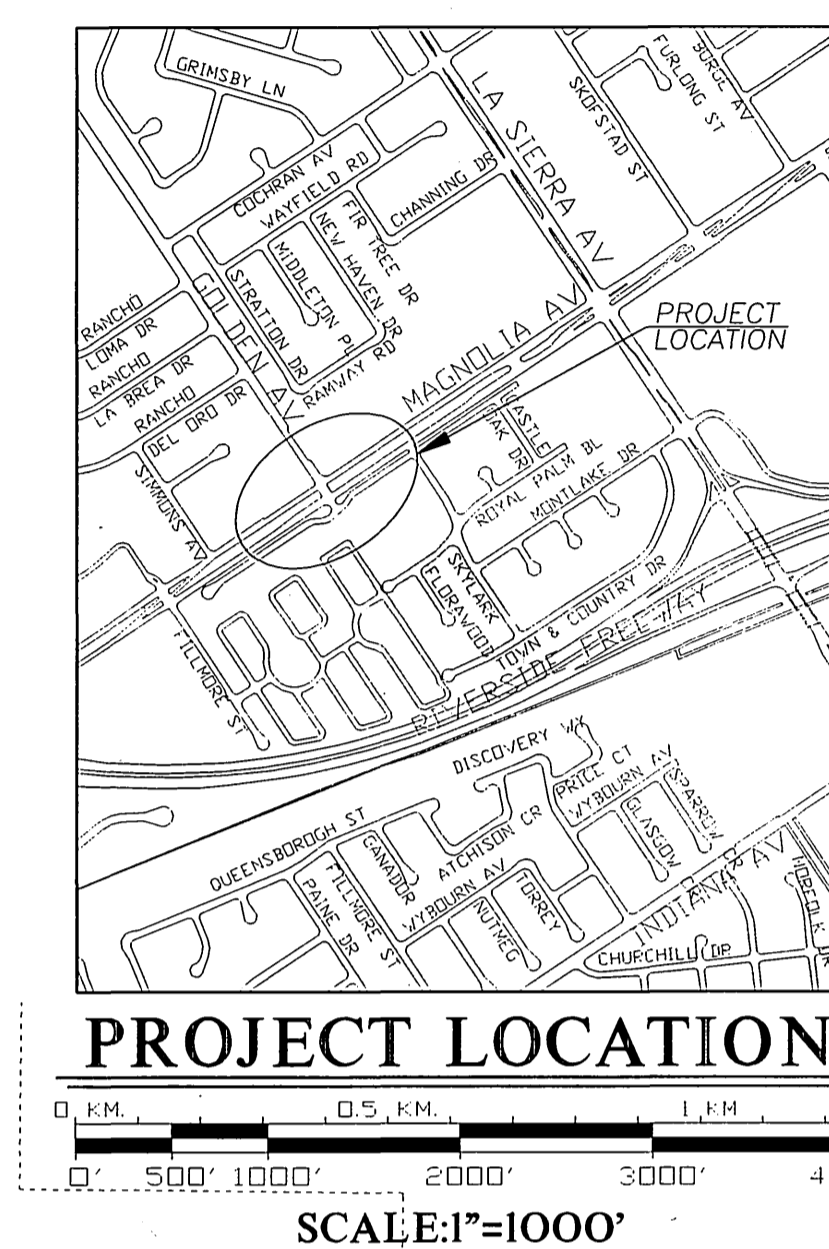 GRIMSBY LN
FURLONG ST
SKOFSTAD ST
LA SIERRA AV
COCHRAN AV
WAYFIELD RD
CHANNING DR
FIR TREE DR
NEW HAVEN DR
MIDDLETON PL
STRATTON DR
GOLDEN AV
RAMWAY RD
MAGNOLIA AV
PROJECT
LOCATION
RANCHO
LOMA DR
RANCHO
LA BREA DR
RANCHO
DEL ORO DR
SIMMONS AV
CASTLE
OAK DR
ROYAL PALM BL
MONTLAKE DR
SKYLARK
FLORAWOOD
TOWN & COUNTRY DR
RIVERSIDE FREEWAY
FILLMORE ST
DISCOVERY WY
PRICE CT
WYBOURN AV
SPARROW CR
GLASGOW
QUEENSBOROGH ST
GANADOR
ATCHISON CR
WYBOURN AV
FILLMORE ST
PAINE DR
TORREY
NUTMEG
INDIANA AV
CHURCHILL DR
PROJECT LOCATION
0 KM. 0.5 KM. 1 KM
0' 500' 1000' 2000' 3000' 4
SCALE:1"=1000'